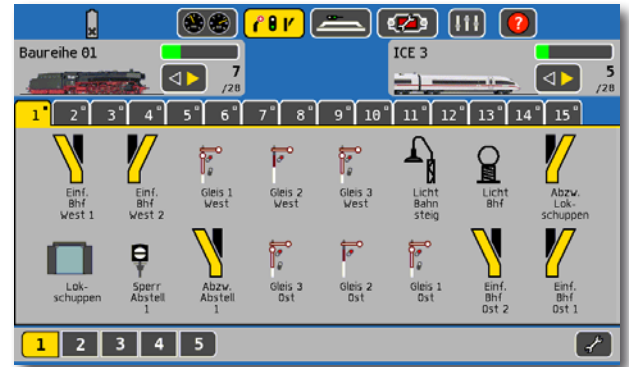 ?
Baureihe 01
7
/28
ICE 3
5
/28
1 2 3 4 5 6 7 8 9 10 11 12 13 14 15
Einf. Einf. Gleis 1 Gleis 2 Gleis 3 Licht Licht Abzw.
Bhf Bhf West West West Bahn Bhf Lok-
West 1 West 2 steig schuppen
Lok- Sperr Abzw. Gleis 3 Gleis 2 Gleis 1 Einf. Einf.
schuppen Abstell Abstell Ost Ost Ost Bhf Bhf
1 1 Ost 2 Ost 1
1 2 3 4 5